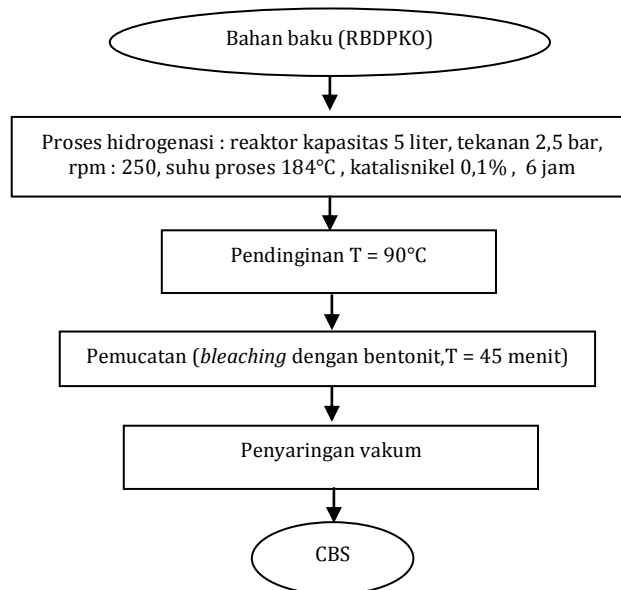 Bahan baku (RBDPKO)
Proses hidrogenasi : reaktor kapasitas 5 liter, tekanan 2,5 bar,
rpm : 250, suhu proses 184°C , katalisnikel 0,1% ,  6 jam
Pendinginan T = 90°C
Pemucatan (bleaching dengan bentonit,T = 45 menit)
Penyaringan vakum
CBS